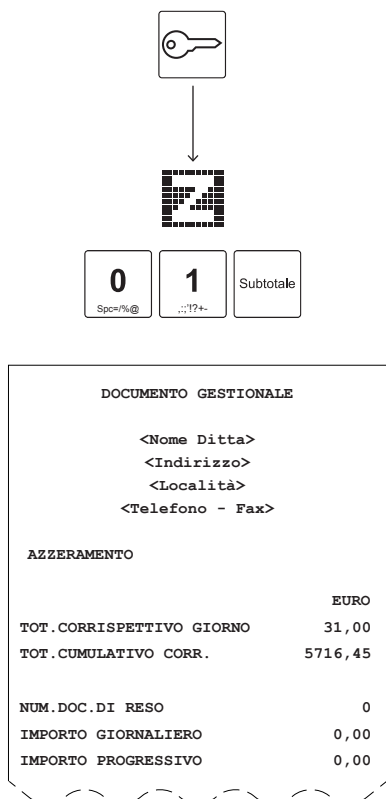 Z
0
Spc=/%@
1
,:;'!?+-
Subtotale
DOCUMENTO GESTIONALE
<Nome Ditta>
<Indirizzo>
<Località>
<Telefono - Fax>
AZZERAMENTO
EURO
TOT.CORRISPETTIVO GIORNO 31,00
TOT.CUMULATIVO CORR. 5716,45
NUM.DOC.DI RESO 0
IMPORTO GIORNALIERO 0,00
IMPORTO PROGRESSIVO 0,00